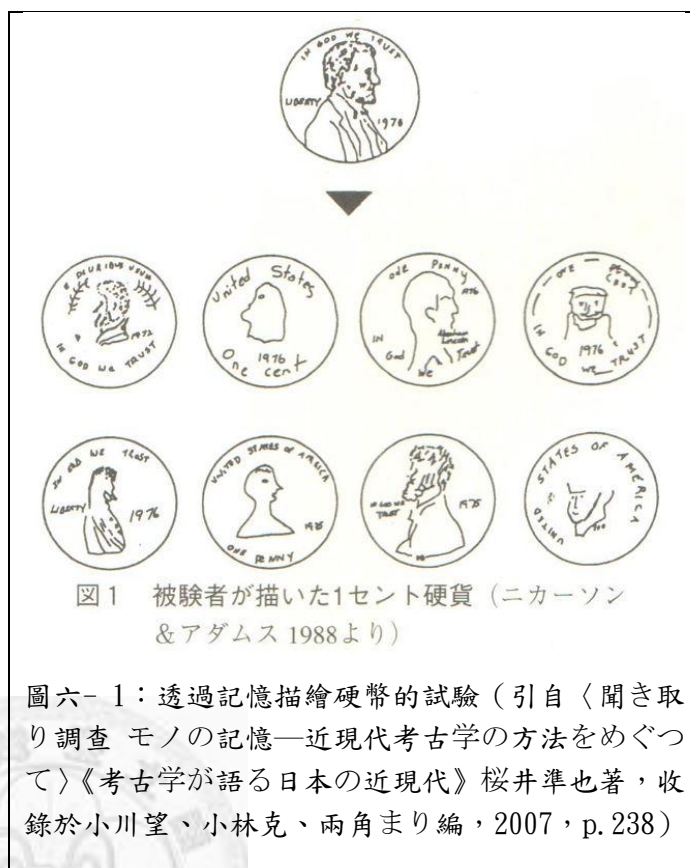 IN GOD WE TRUST
LIBERTY
1976
E PLURIBUS UNUM
1972
IN GOD WE TRUST
United States
1976
One cent
ONE PENNY
1976
Abraham
Lincoln
IN
God
We
Trust
ONE
Cent
1976
IN GOD WE TRUST
IN GOD WE TRUST
LIBERTY
1976
UNITED STATES OF AMERICA
1975
ONE PENNY
IN GOD WE
TRUST
1975
UNITED STATES OF AMERICA
図1 被験者が描いた1セント硬貨(ニカーソン
&アダムス 1988より)
圖六- 1:透過記憶描繪硬幣的試驗(引自〈聞き取
り調查 モノの記憶—近現代考古学の方法をめぐつ
て〉《考古学が語る日本の近現代》桜井準也著,收
錄於小川望、小林克、兩角まり編,2007,p.238)